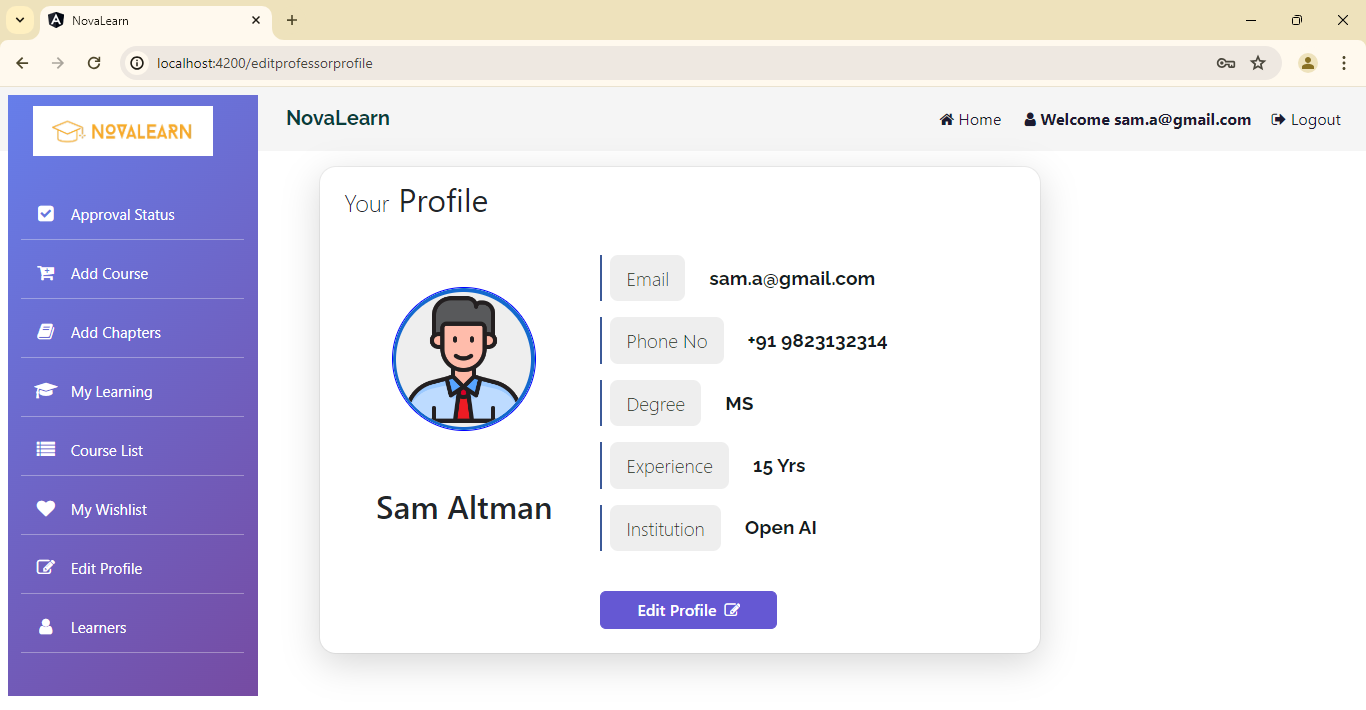 NovaLearn
localhost:4200/editprofessorprofile
NOVALEARN
NovaLearn
Home
Welcome sam.a@gmail.com
Logout
Approval Status
Add Course
Add Chapters
My Learning
Course List
My Wishlist
Edit Profile
Learners
Your Profile
Sam Altman
Email sam.a@gmail.com
Phone No +91 9823132314
Degree MS
Experience 15 Yrs
Institution Open AI
Edit Profile